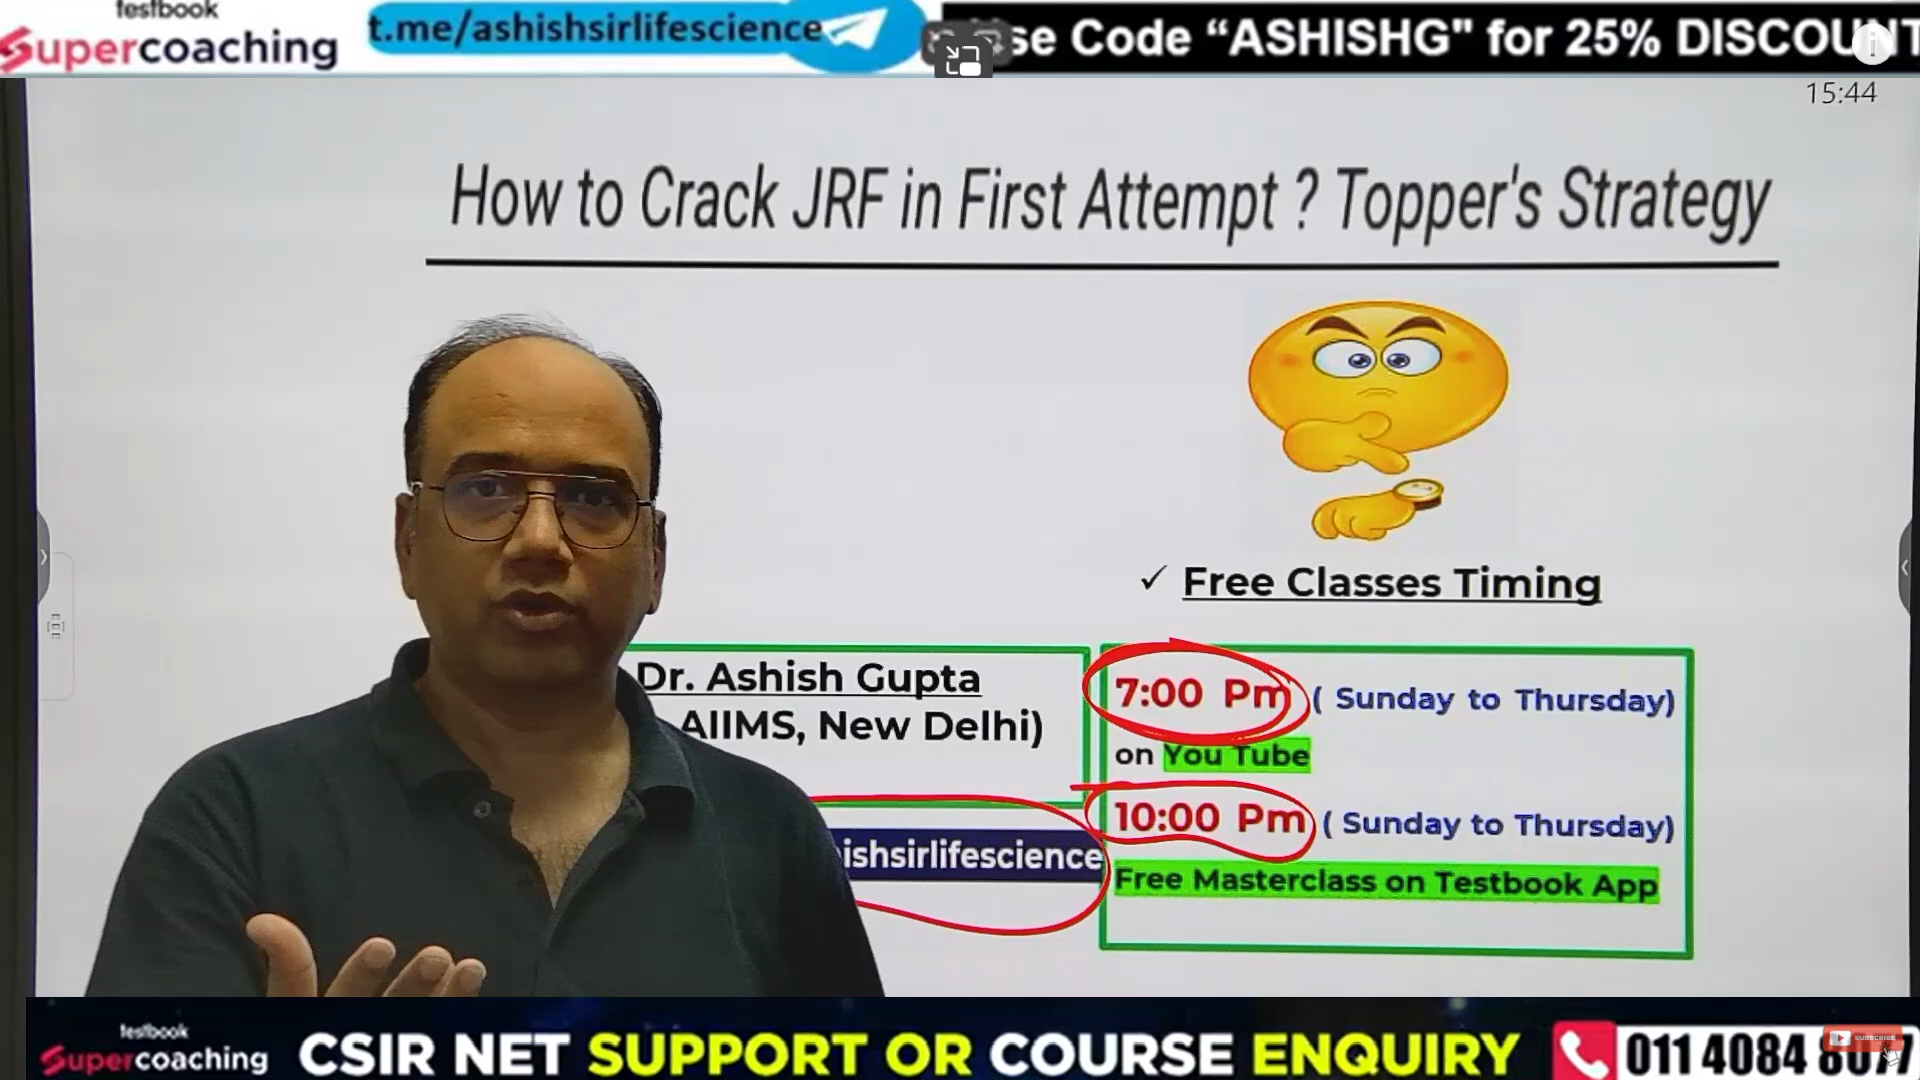 testbook
Supercoaching
t.me/ashishsirlifescience
se Code “ASHISHG" for 25% DISCOUNT
15:44
How to Crack JRF in First Attempt ? Topper's Strategy
✓ Free Classes Timing
Dr. Ashish Gupta
AIIMS, New Delhi)
ishsirlifescience
7:00 Pm ( Sunday to Thursday)
on You Tube
10:00 Pm ( Sunday to Thursday)
Free Masterclass on Testbook App
testbook
Supercoaching
CSIR NET SUPPORT OR COURSE ENQUIRY
011 4084 8077
SUBSCRIBE